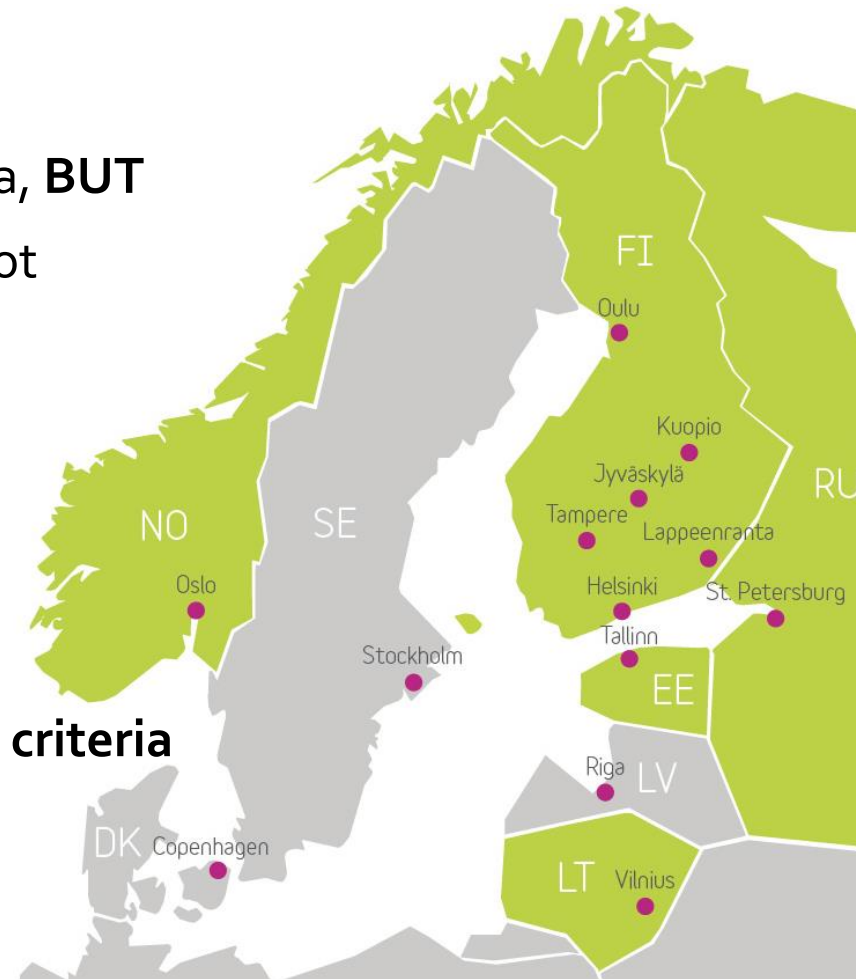 a, BUT
ot
FI
Oulu
Kuopio
Jyväskylä
RU
Tampere
NO
SE
Lappeenranta
Oslo
Helsinki
St. Petersburg
Tallinn
Stockholm
EE
criteria
Riga
LV
DK
Copenhagen
LT
Vilnius